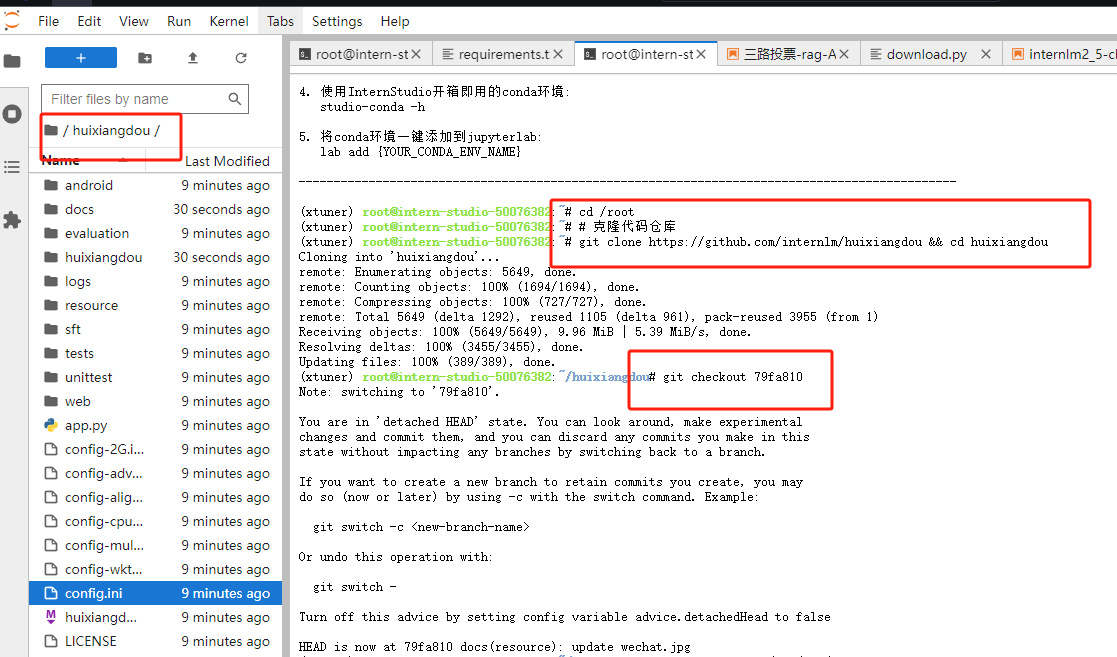 File Edit View Run Kernel Tabs Settings Help
root@intern-st requirements.t root@intern-st 三路投票-rag-A download.py internlm2_5-cl
Filter files by name
/ huixiangdou /
Name Last Modified
android 9 minutes ago
docs 30 seconds ago
evaluation 9 minutes ago
huixiangdou 30 seconds ago
logs 9 minutes ago
resource 9 minutes ago
sft 9 minutes ago
tests 9 minutes ago
unittest 9 minutes ago
web 9 minutes ago
app.py 9 minutes ago
config-2G.i... 9 minutes ago
config-adv... 9 minutes ago
config-alig... 9 minutes ago
config-cpu... 9 minutes ago
config-mul... 9 minutes ago
config-wkt... 9 minutes ago
config.ini 9 minutes ago
huixiangd... 9 minutes ago
LICENSE 9 minutes ago
4. 使用InternStudio开箱即用的conda环境:
studio-conda -h
5. 将conda环境一键添加到jupyterlab:
lab add {YOUR_CONDA_ENV_NAME}
(xtuner) root@intern-studio-50076382:~# cd /root
(xtuner) root@intern-studio-50076382:~# # 克隆代码仓库
(xtuner) root@intern-studio-50076382:~# git clone https://github.com/internlm/huixiangdou && cd huixiangdou
Cloning into 'huixiangdou'...
remote: Enumerating objects: 5649, done.
remote: Counting objects: 100% (1694/1694), done.
remote: Compressing objects: 100% (727/727), done.
remote: Total 5649 (delta 1292), reused 1105 (delta 961), pack-reused 3955 (from 1)
Receiving objects: 100% (5649/5649), 9.96 MiB | 5.39 MiB/s, done.
Resolving deltas: 100% (3455/3455), done.
Updating files: 100% (389/389), done.
(xtuner) root@intern-studio-50076382:~/huixiangdou# git checkout 79fa810
Note: switching to '79fa810'.
You are in 'detached HEAD' state. You can look around, make experimental
changes and commit them, and you can discard any commits you make in this
state without impacting any branches by switching back to a branch.
If you want to create a new branch to retain commits you create, you may
do so (now or later) by using -c with the switch command. Example:
git switch -c <new-branch-name>
Or undo this operation with:
git switch -
Turn off this advice by setting config variable advice.detachedHead to false
HEAD is now at 79fa810 docs(resource): update wechat.jpg